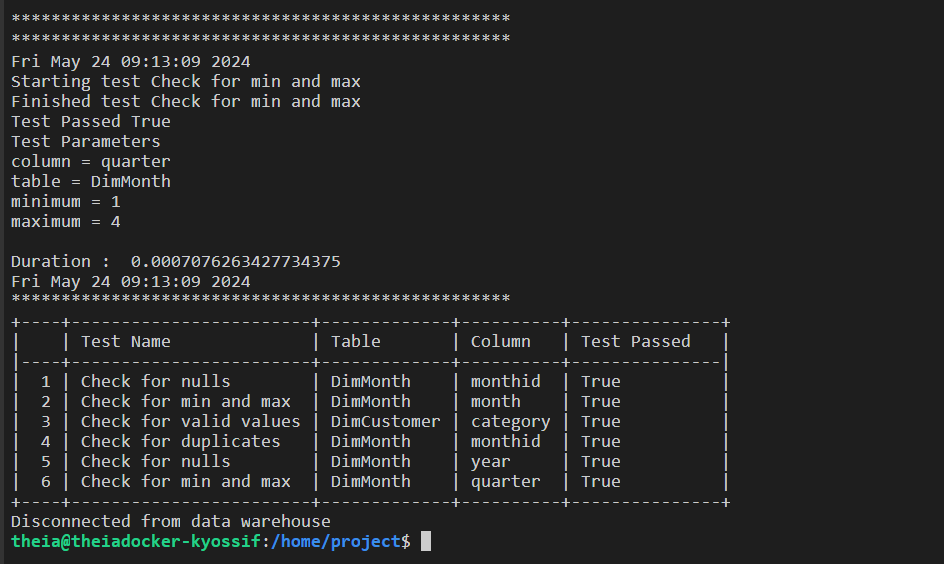 **************************************************
**************************************************
Fri May 24 09:13:09 2024
Starting test Check for min and max
Finished test Check for min and max
Test Passed True
Test Parameters
column = quarter
table = DimMonth
minimum = 1
maximum = 4

Duration :  0.0007076263427734375
Fri May 24 09:13:09 2024
**************************************************
+----+------------------------+-------------+----------+---------------+
|    | Test Name              | Table       | Column   | Test Passed   |
|----+------------------------+-------------+----------+---------------|
|  1 | Check for nulls        | DimMonth    | monthid  | True          |
|  2 | Check for min and max  | DimMonth    | month    | True          |
|  3 | Check for valid values | DimCustomer | category | True          |
|  4 | Check for duplicates   | DimMonth    | monthid  | True          |
|  5 | Check for nulls        | DimMonth    | year     | True          |
|  6 | Check for min and max  | DimMonth    | quarter  | True          |
+----+------------------------+-------------+----------+---------------+
Disconnected from data warehouse
theia@theiadocker-kyossif:/home/project$